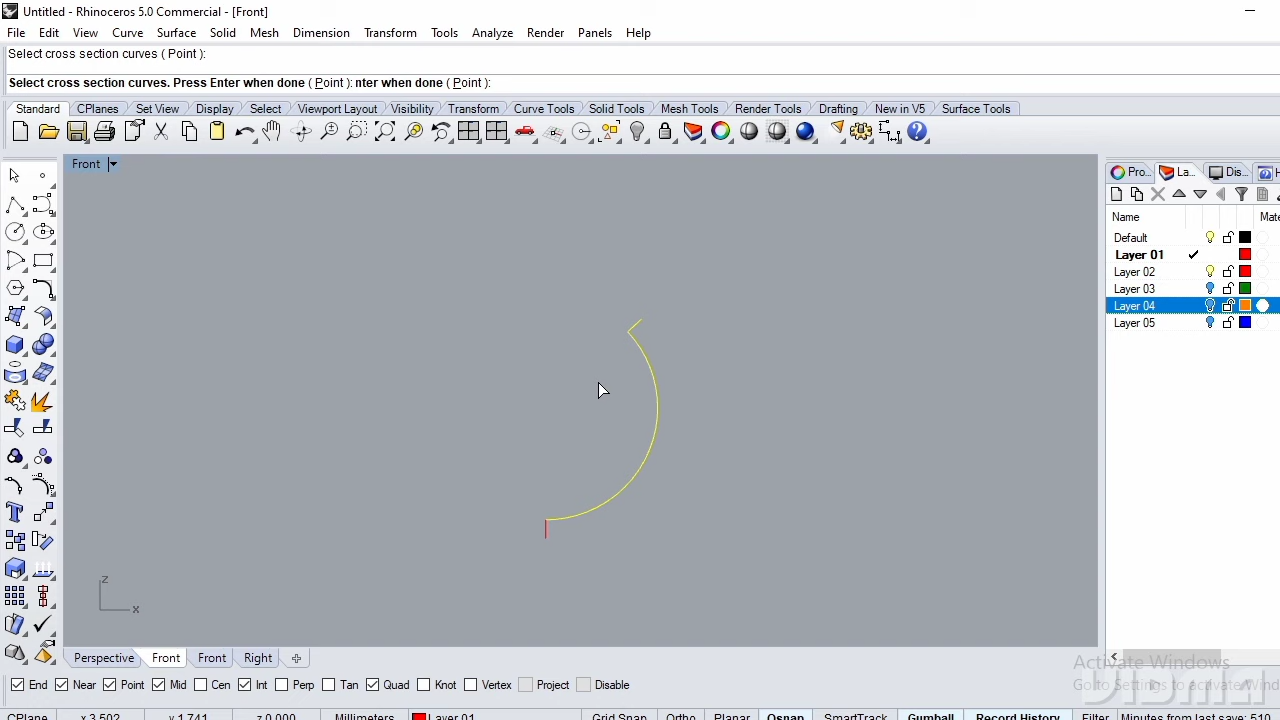 Untitled - Rhinoceros 5.0 Commercial - [Front]
File Edit View Curve Surface Solid Mesh Dimension Transform Tools Analyze Render Panels Help
Select cross section curves ( Point ):
Select cross section curves. Press Enter when done ( Point ): nter when done ( Point ):
Standard CPlanes Set View Display Select Viewport Layout Visibility Transform Curve Tools Solid Tools Mesh Tools Render Tools Drafting New in V5 Surface Tools
Front
Pro... La... Dis... H
Name Mate
Default
Layer 01
Layer 02
Layer 03
Layer 04
Layer 05
z
x
Perspective Front Front Right
Activate Windows
Go to Settings to activate Wind
End Near Point Mid Cen Int Perp Tan Quad Knot Vertex Project Disable
CPlane x 3.502 y 1.741 z 0.000 Millimeters Layer 01 Grid Snap Ortho Planar Osnap SmartTrack Gumball Record History Filter Minutes from last save: 519